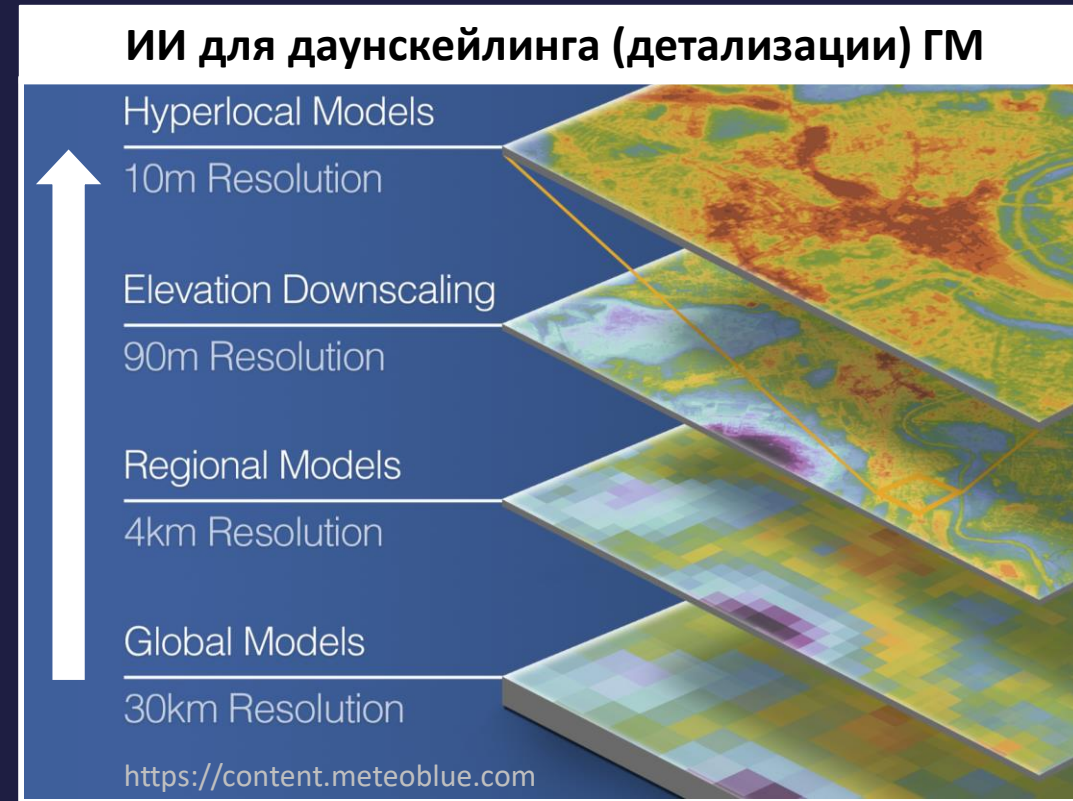 ИИ для даунскейлинга (детализации) ГМ
Hyperlocal Models
10m Resolution
Elevation Downscaling
90m Resolution
Regional Models
4km Resolution
Global Models
30km Resolution
https://content.meteoblue.com